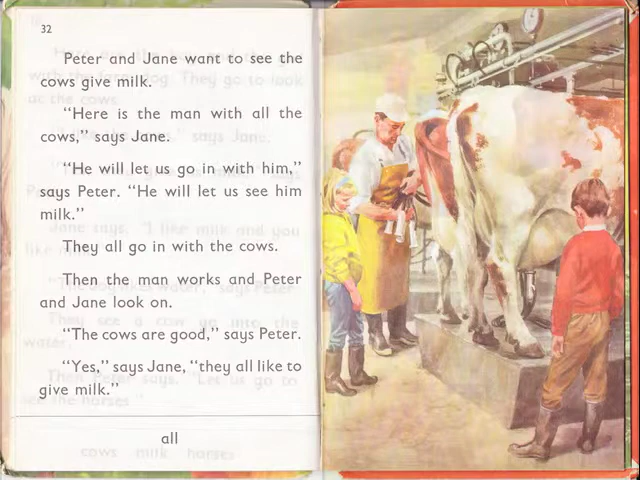 32
Peter and Jane want to see the
cows give milk.
“Here is the man with all the
cows,” says Jane.
“He will let us go in with him,”
says Peter. “He will let us see him
milk.”
They all go in with the cows.
Then the man works and Peter
and Jane look on.
“The cows are good,” says Peter.
“Yes,” says Jane, “they all like to
give milk.”
all